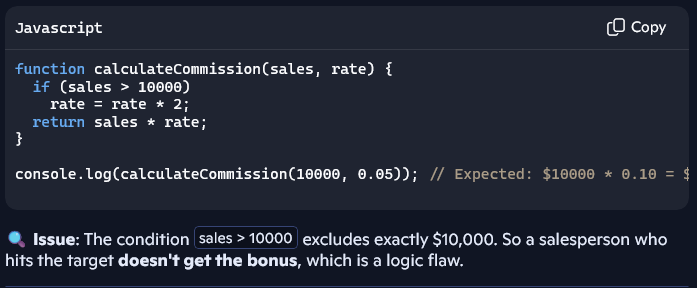 Javascript
Copy
function calculateCommission(sales, rate) {
  if (sales > 10000)
    rate = rate * 2;
  return sales * rate;
}
console.log(calculateCommission(10000, 0.05)); // Expected: $10000 * 0.10 = $
Issue: The condition sales > 10000 excludes exactly $10,000. So a salesperson who
hits the target doesn't get the bonus, which is a logic flaw.